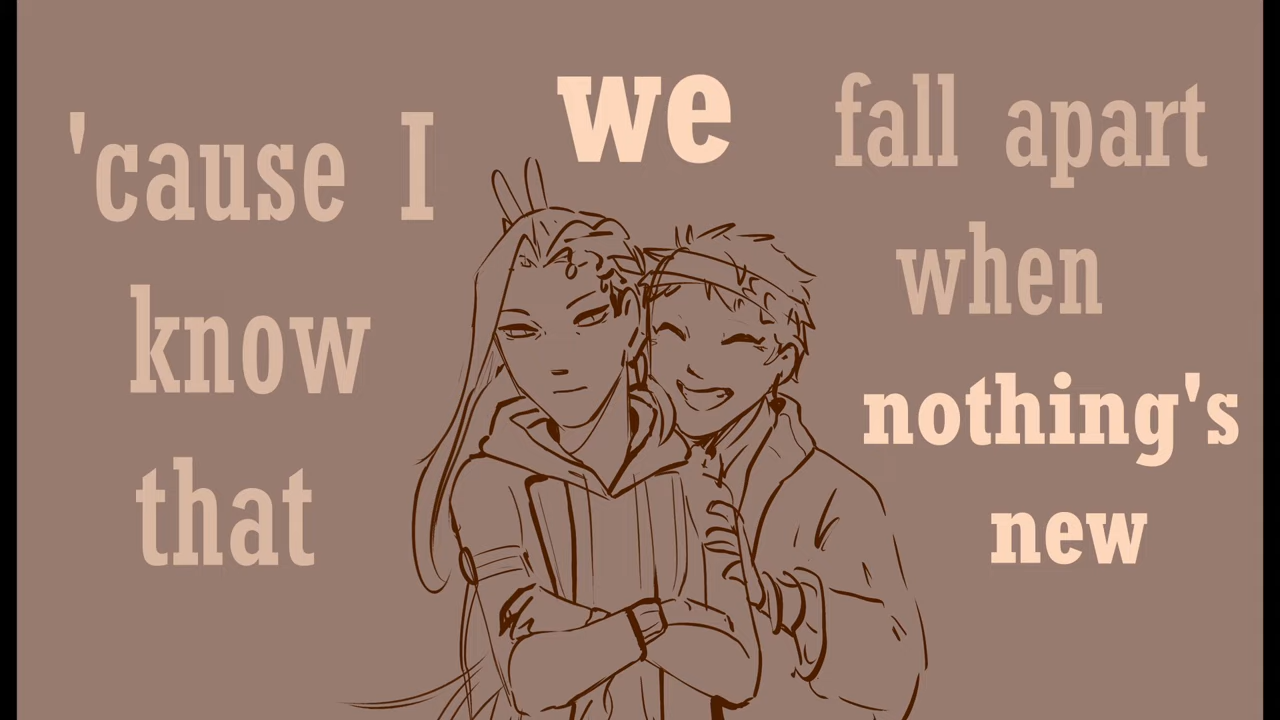 'cause I
know
that
we
fall apart
when
nothing's
new